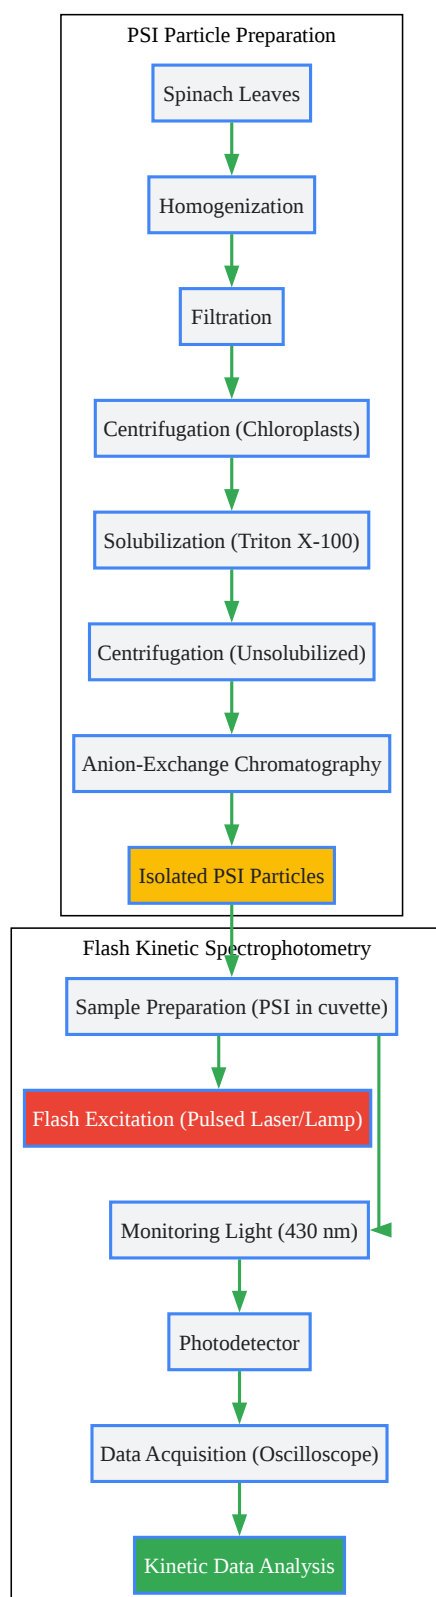 PSI Particle Preparation
Spinach Leaves
Homogenization
Filtration
Centrifugation (Chloroplasts)
Solubilization (Triton X-100)
Centrifugation (Unsolubilized)
Anion-Exchange Chromatography
Isolated PSI Particles
Flash Kinetic Spectrophotometry
Sample Preparation (PSI in cuvette)
Flash Excitation (Pulsed Laser/Lamp)
Monitoring Light (430 nm)
Photodetector
Data Acquisition (Oscilloscope)
Kinetic Data Analysis